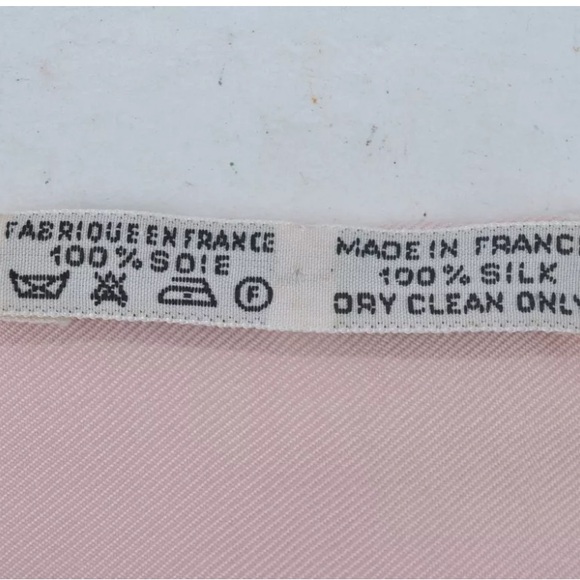 FABRIQUE EN FRANCE
100% SOIE
F
MADE IN FRANCE
100% SILK
DRY CLEAN ONLY